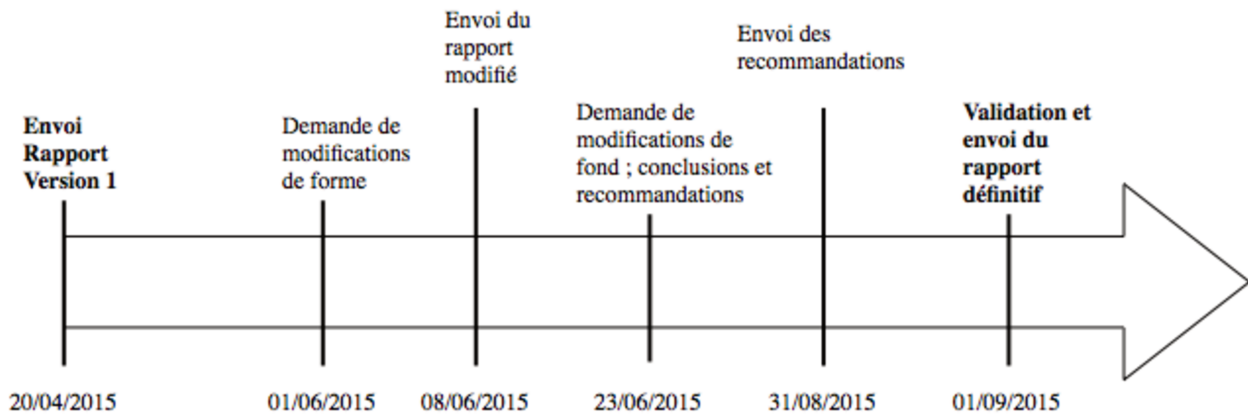 Envoi
Rapport
Version 1
Demande de
modifications
de forme
Envoi du
rapport
modifié
Demande de
modifications de
fond ; conclusions et
recommandations
Envoi des
recommandations
Validation et
envoi du
rapport
définitif
20/04/2015
01/06/2015
08/06/2015
23/06/2015
31/08/2015
01/09/2015